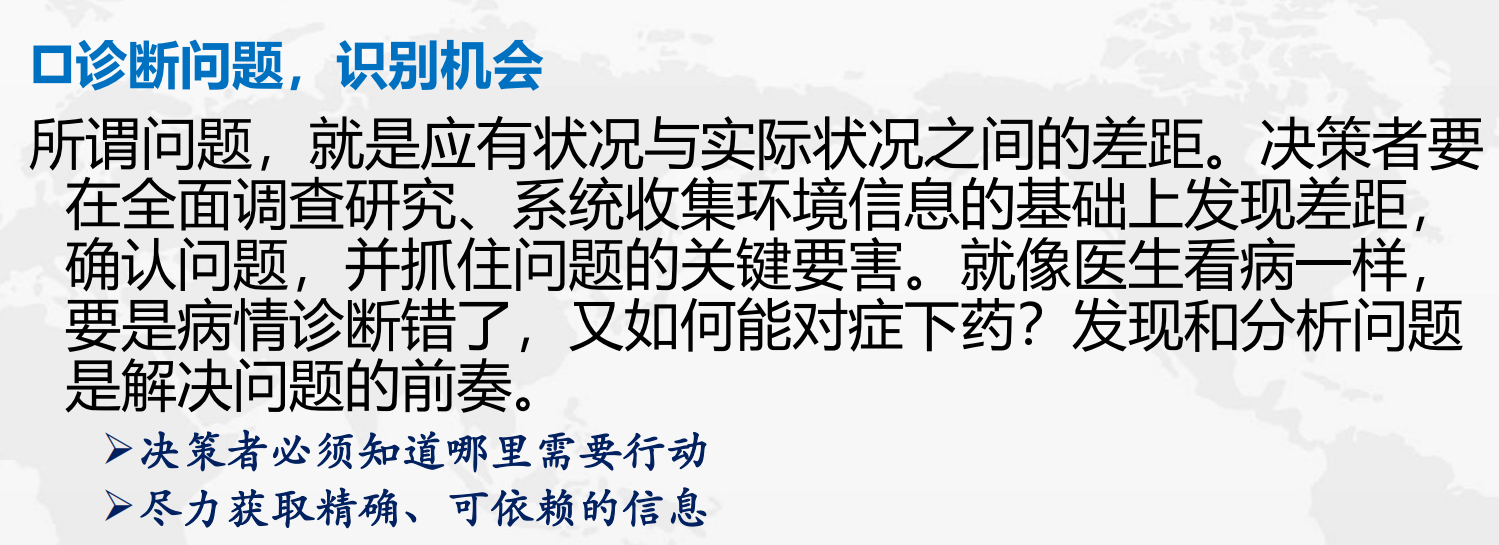 诊断问题，识别机会
所谓问题，就是应有状况与实际状况之间的差距。决策者要
在全面调查研究、系统收集环境信息的基础上发现差距，
确认问题，并抓住问题的关键要害。就像医生看病一样，
要是病情诊断错了，又如何能对症下药？发现和分析问题
是解决问题的前奏。
决策者必须知道哪里需要行动
尽力获取精确、可依赖的信息